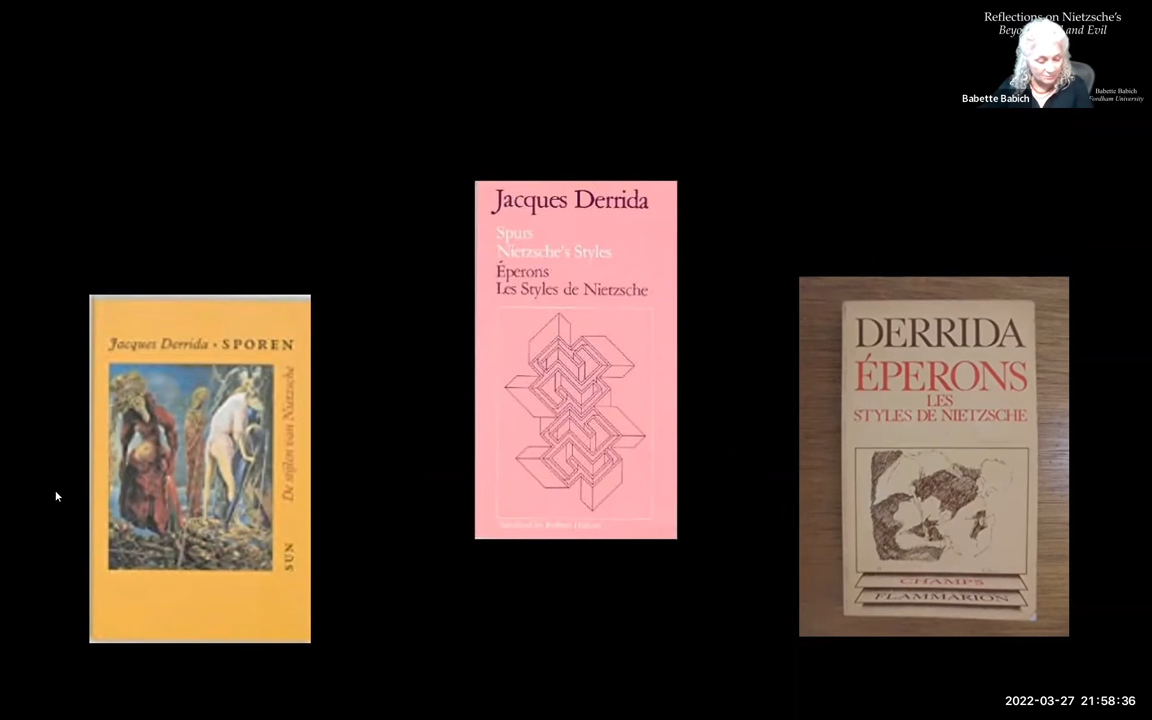 Reflections on Nietzsche's
Beyond and Evil
Babette Babich
Babette Babich
Fordham University
Jacques Derrida
Spurs
Nietzsche's Styles
Éperons
Les Styles de Nietzsche
Jacques Derrida · SPOREN
De stijlen van Nietzsche
SUN
DERRIDA
ÉPERONS
LES
STYLES DE NIETZSCHE
CHAMPS
FLAMMARION
2022-03-27 21:58:36